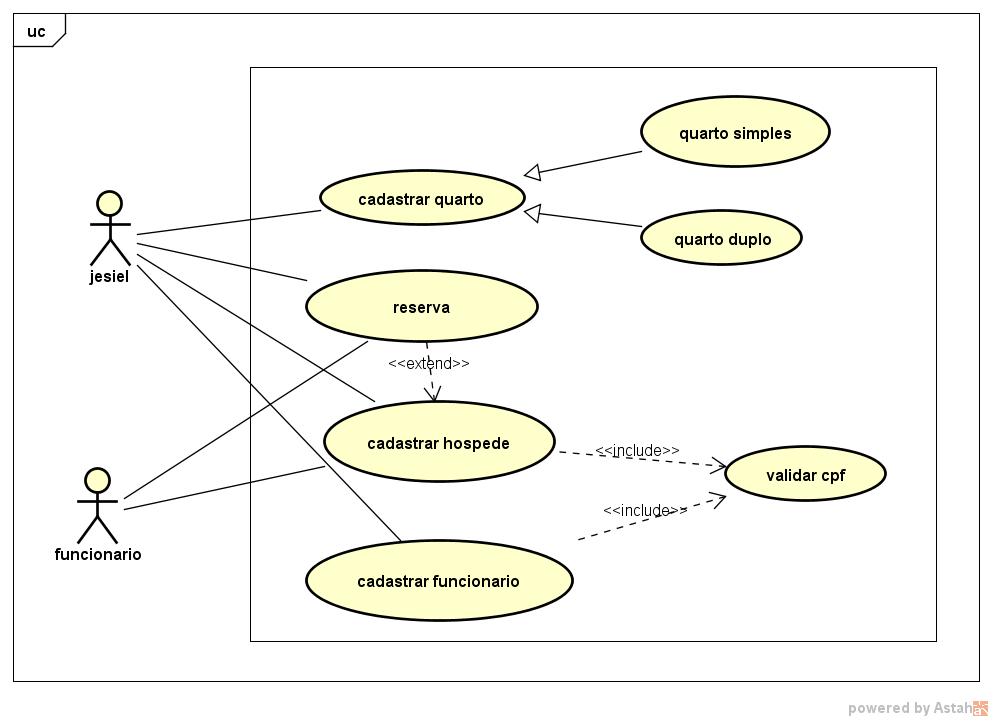 uc
quarto simples
cadastrar quarto
quarto duplo
jesiel
reserva
<<extend>>
cadastrar hospede
<<include>>
validar cpf
<<include>>
funcionario
cadastrar funcionario
powered by Astah